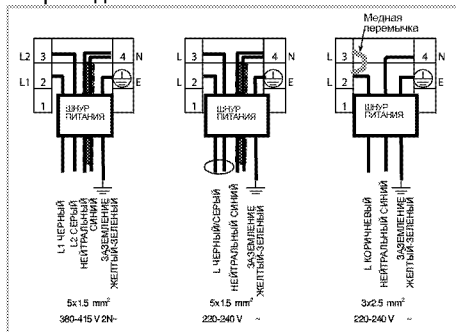 Медная
перемычка
L2 3 4 N
L1 2 E
1
ШНУР
ПИТАНИЯ
L1 ЧЕРНЫЙ
L2 СЕРЫЙ
НЕЙТРАЛЬНЫЙ
СИНИЙ
ЗАЗЕМЛЕНИЕ
ЖЕЛТЫЙ-ЗЕЛЕНЫЙ
5x1.5 mm²
380-415 V 2N~
L 3 4 N
L 2 E
1
ШНУР
ПИТАНИЯ
L ЧЕРНЫЙ/СЕРЫЙ
НЕЙТРАЛЬНЫЙ СИНИЙ
ЗАЗЕМЛЕНИЕ
ЖЕЛТЫЙ-ЗЕЛЕНЫЙ
5x1.5 mm²
220-240 V ~
L 3 4 N
L 2 E
1
ШНУР
ПИТАНИЯ
L КОРИЧНЕВЫЙ
НЕЙТРАЛЬНЫЙ СИНИЙ
ЗАЗЕМЛЕНИЕ
ЖЕЛТЫЙ-ЗЕЛЕНЫЙ
3x2.5 mm²
220-240 V ~